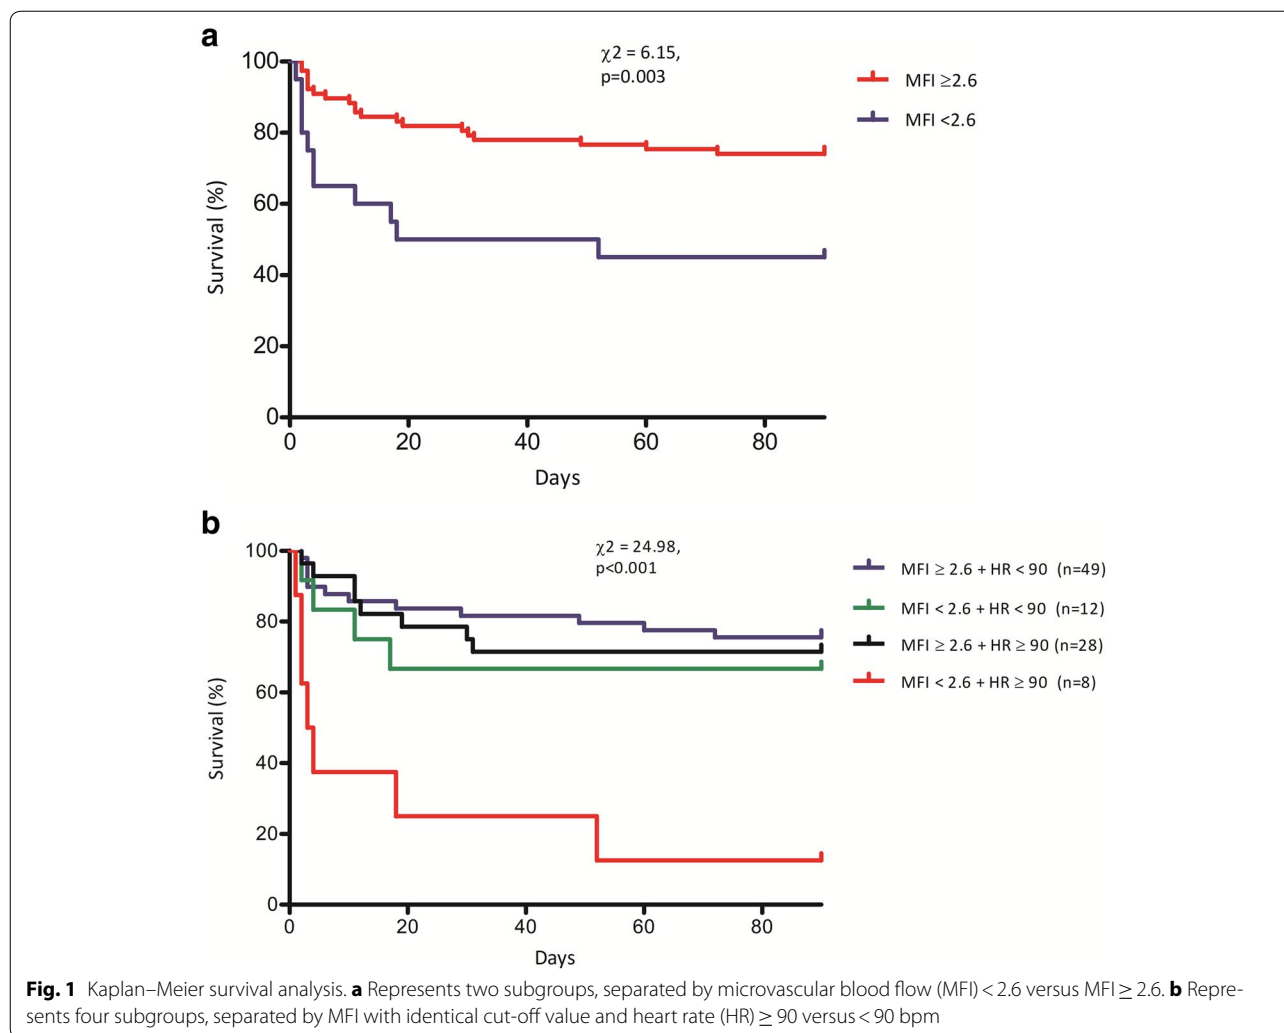 a
χ2 = 6.15,
p=0.003
MFI ≥2.6
MFI <2.6
100
80
60
40
20
0
Survival (%)
0 20 40 60 80
Days
b
χ2 = 24.98,
p<0.001
MFI ≥ 2.6 + HR < 90 (n=49)
MFI < 2.6 + HR < 90 (n=12)
MFI ≥ 2.6 + HR ≥ 90 (n=28)
MFI < 2.6 + HR ≥ 90 (n=8)
100
80
60
40
20
0
Survival (%)
0 20 40 60 80
Days
Fig. 1 Kaplan–Meier survival analysis. a Represents two subgroups, separated by microvascular blood flow (MFI) < 2.6 versus MFI ≥ 2.6. b Repre-
sents four subgroups, separated by MFI with identical cut-off value and heart rate (HR) ≥ 90 versus < 90 bpm